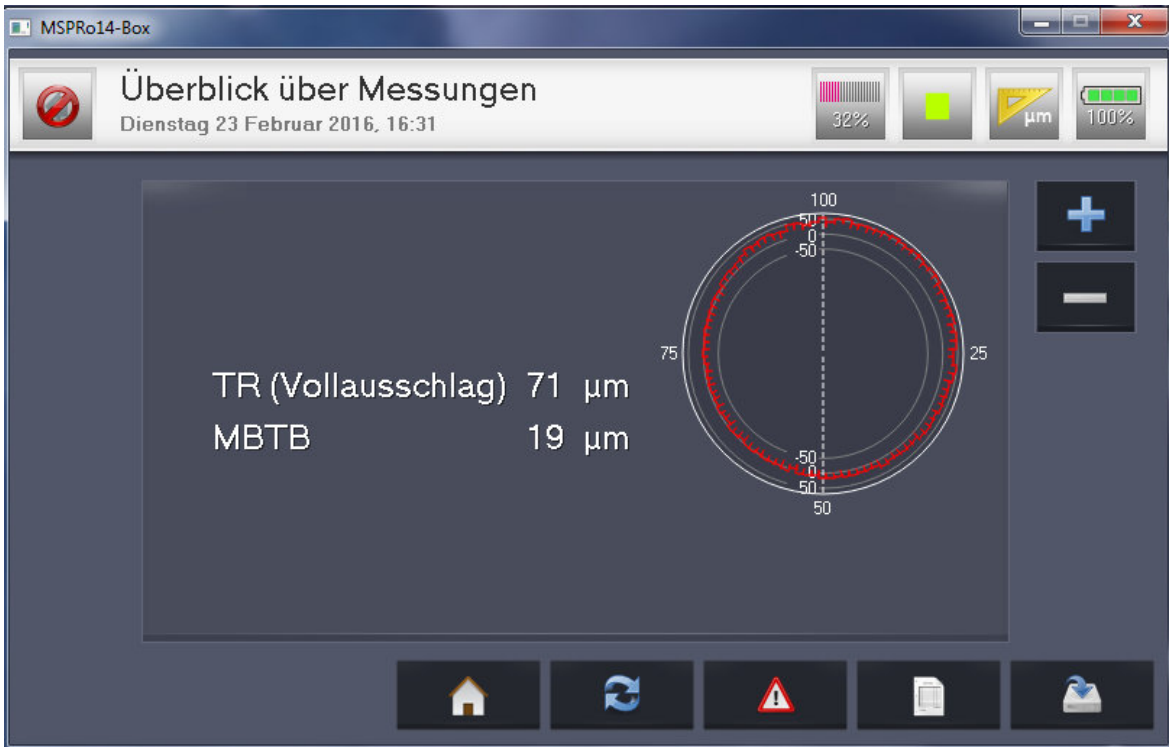 MSPRo14-Box
Überblick über Messungen
Dienstag 23 Februar 2016, 16:31
32%
µm
100%
100
50
0
-50
75
25
TR (Vollausschlag) 71 µm
MBTB 19 µm
-50
0
50
50